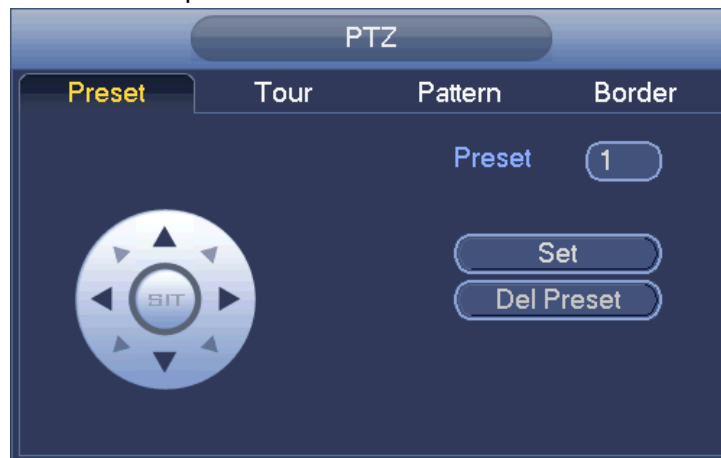 PTZ
Preset Tour Pattern Border
Preset 1
SIT
Set
Del Preset